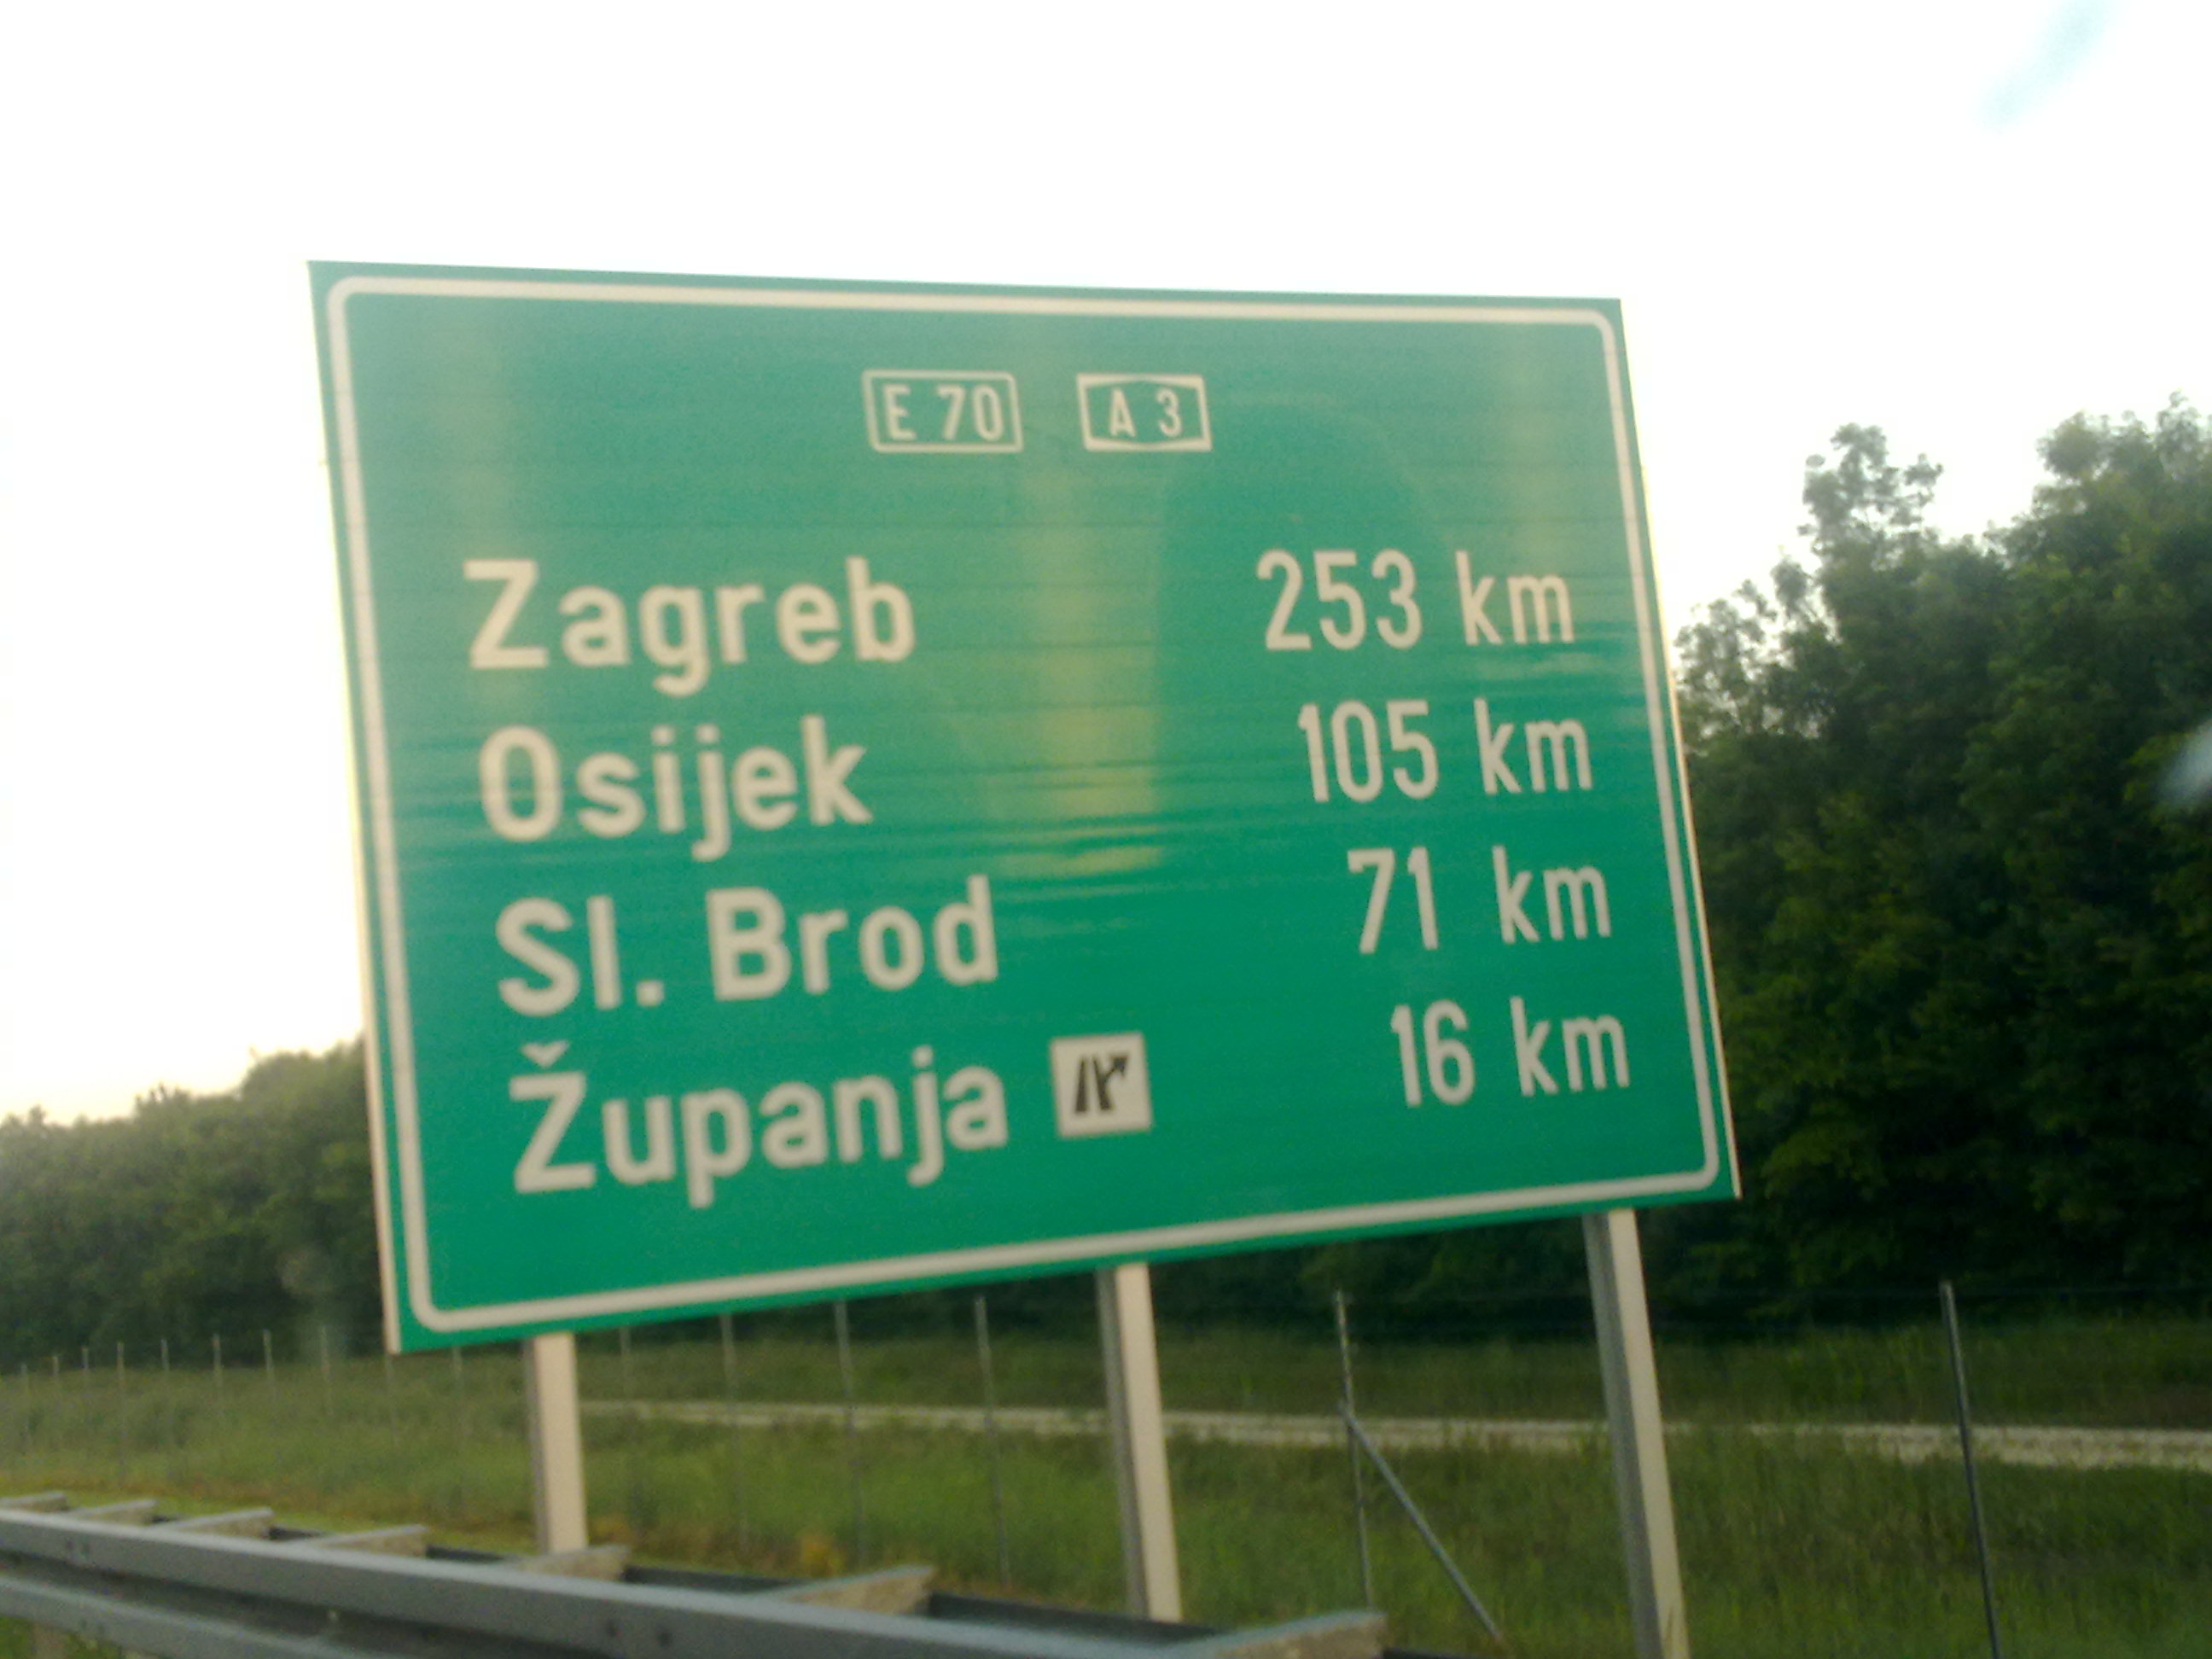 E 70 A 3
Zagreb 253 km
Osijek 105 km
Sl. Brod 71 km
Županja 16 km